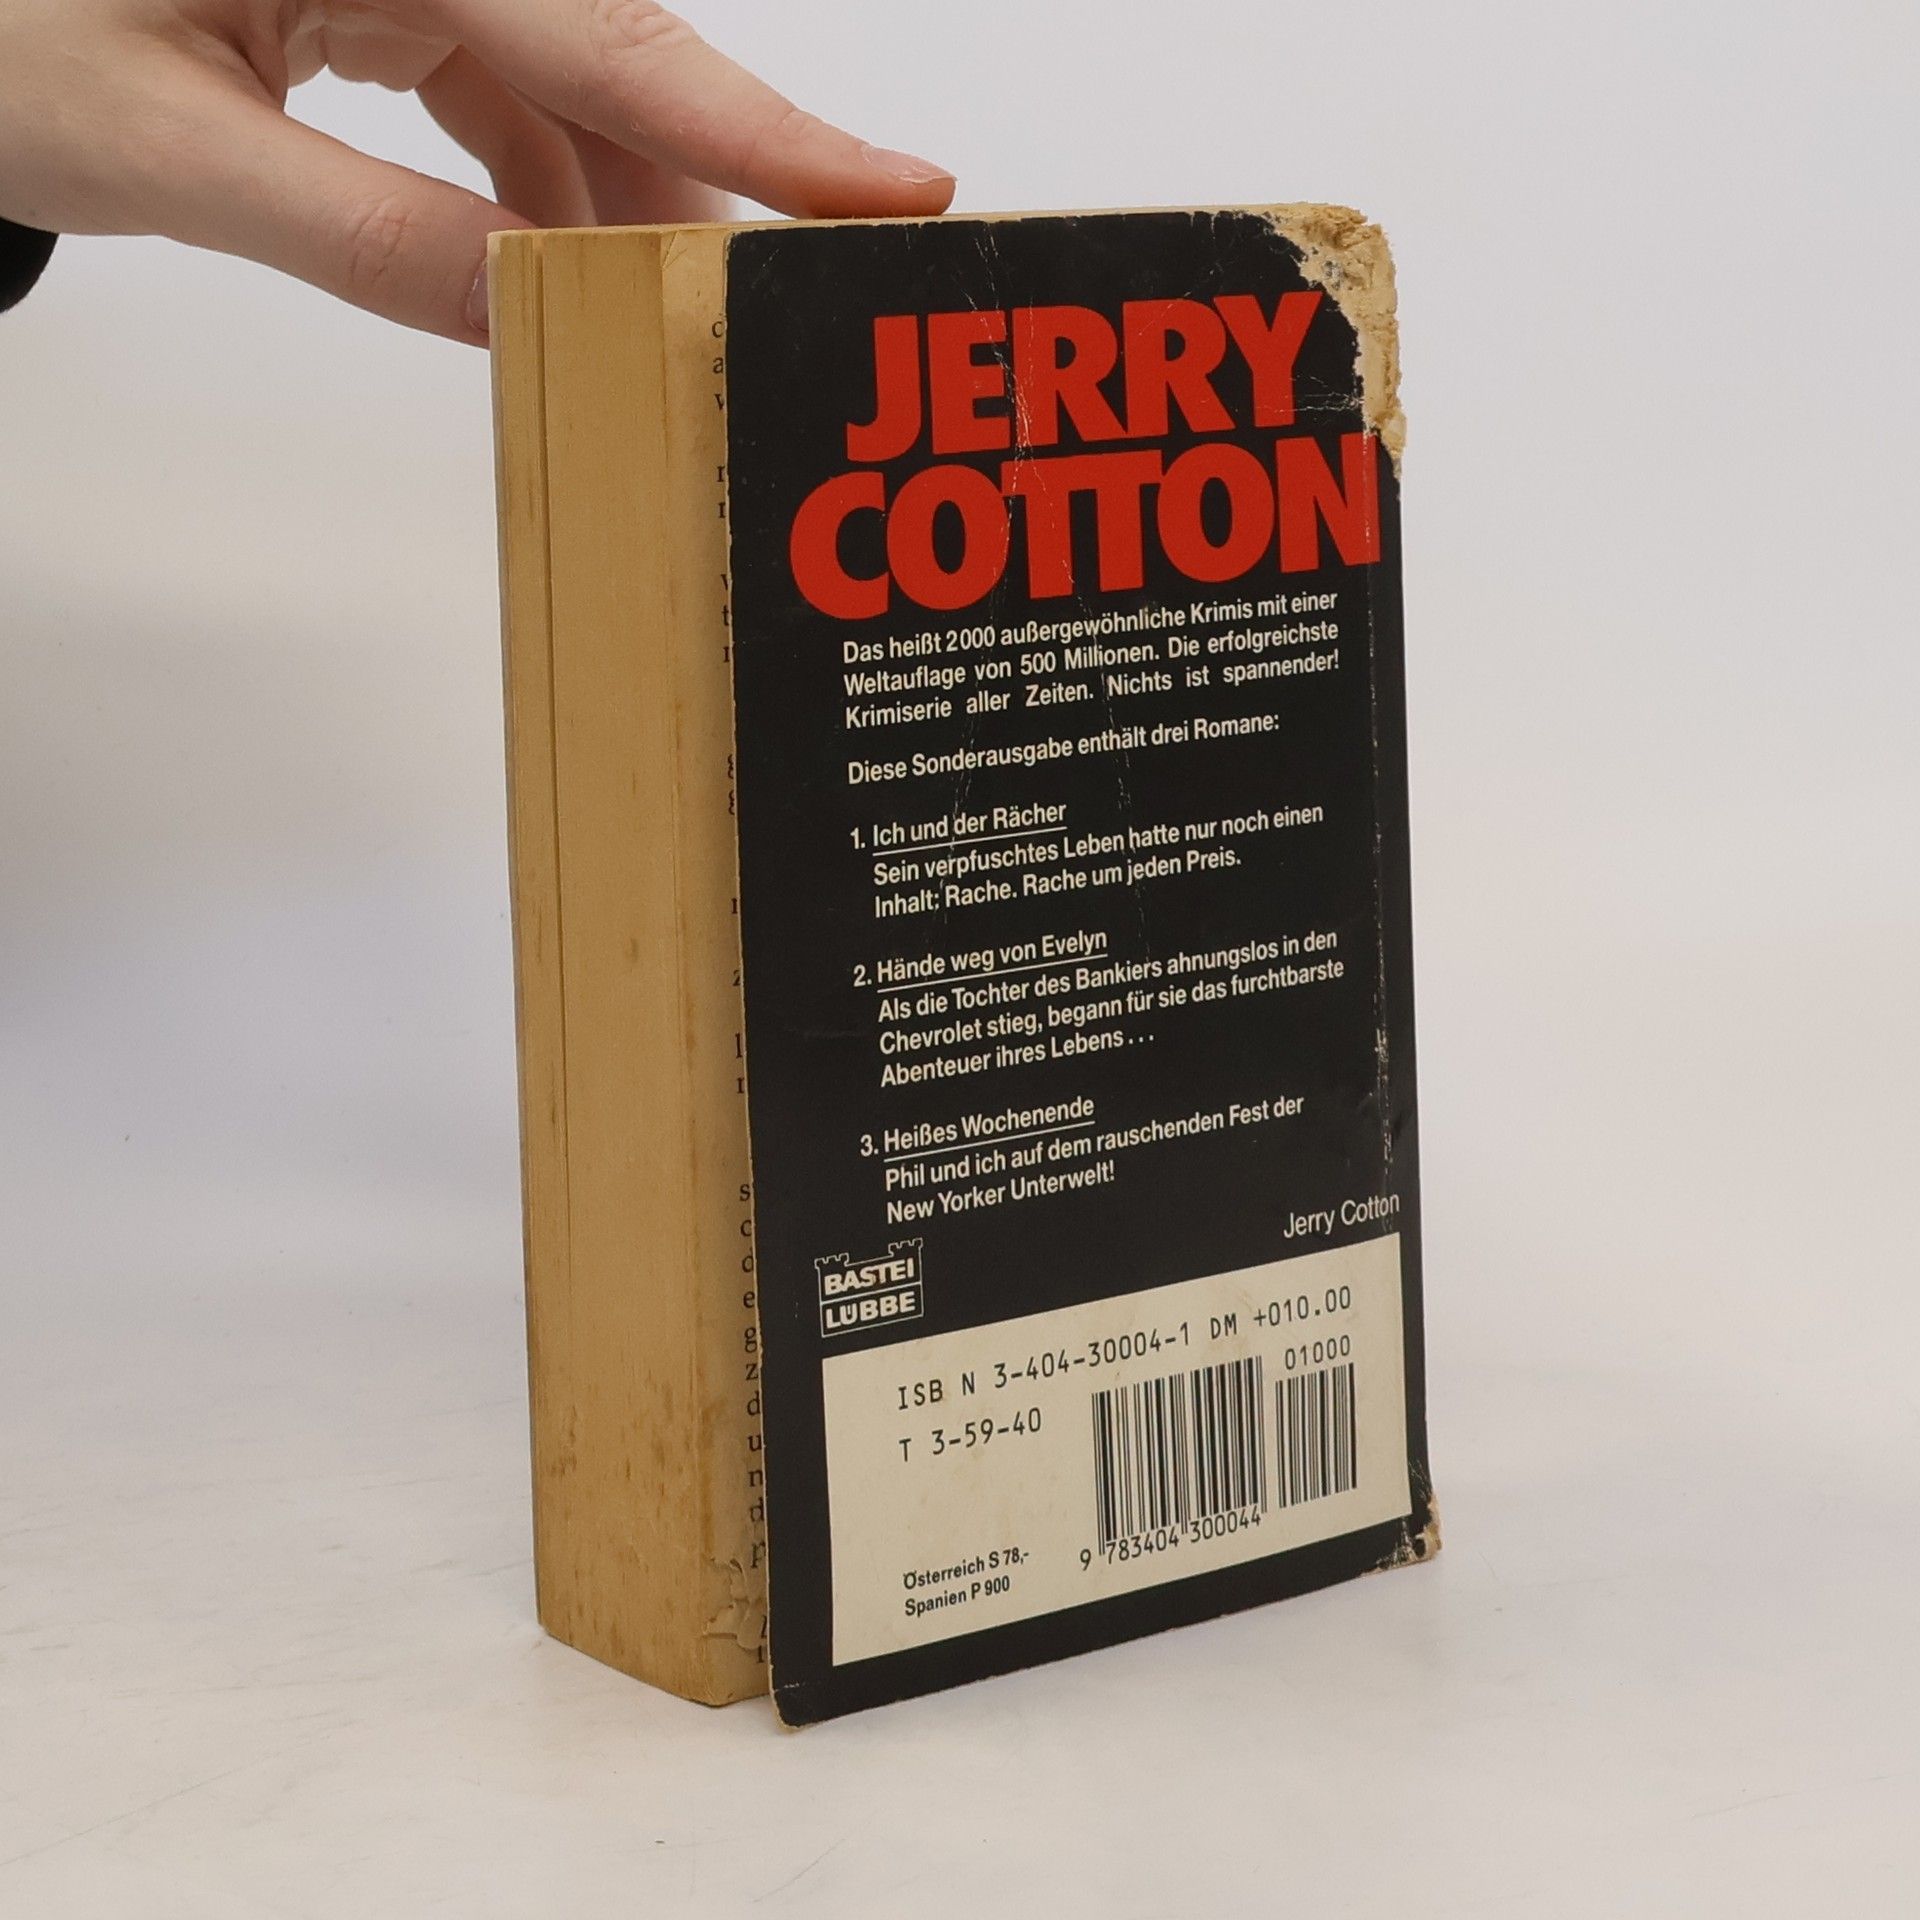 JERRY
COTTON
Das heißt 2000 außergewöhnliche Krimis mit einer
Weltauflage von 500 Millionen. Die erfolgreichste
Krimiserie aller Zeiten. Nichts ist spannender!
Diese Sonderausgabe enthält drei Romane:
1. Ich und der Rächer
Sein verpfuschtes Leben hatte nur noch einen
Inhalt: Rache. Rache um jeden Preis.
2. Hände weg von Evelyn
Als die Tochter des Bankiers ahnungslos in den
Chevrolet stieg, begann für sie das furchtbarste
Abenteuer ihres Lebens . . .
3. Heißes Wochenende
Phil und ich auf dem rauschenden Fest der
New Yorker Unterwelt!
Jerry Cotton
BASTEI
LÜBBE
ISB N 3-404-30004-1 DM +010.00
T 3-59-40
01000
9 783404 300044
Österreich S 78,-
Spanien P 900